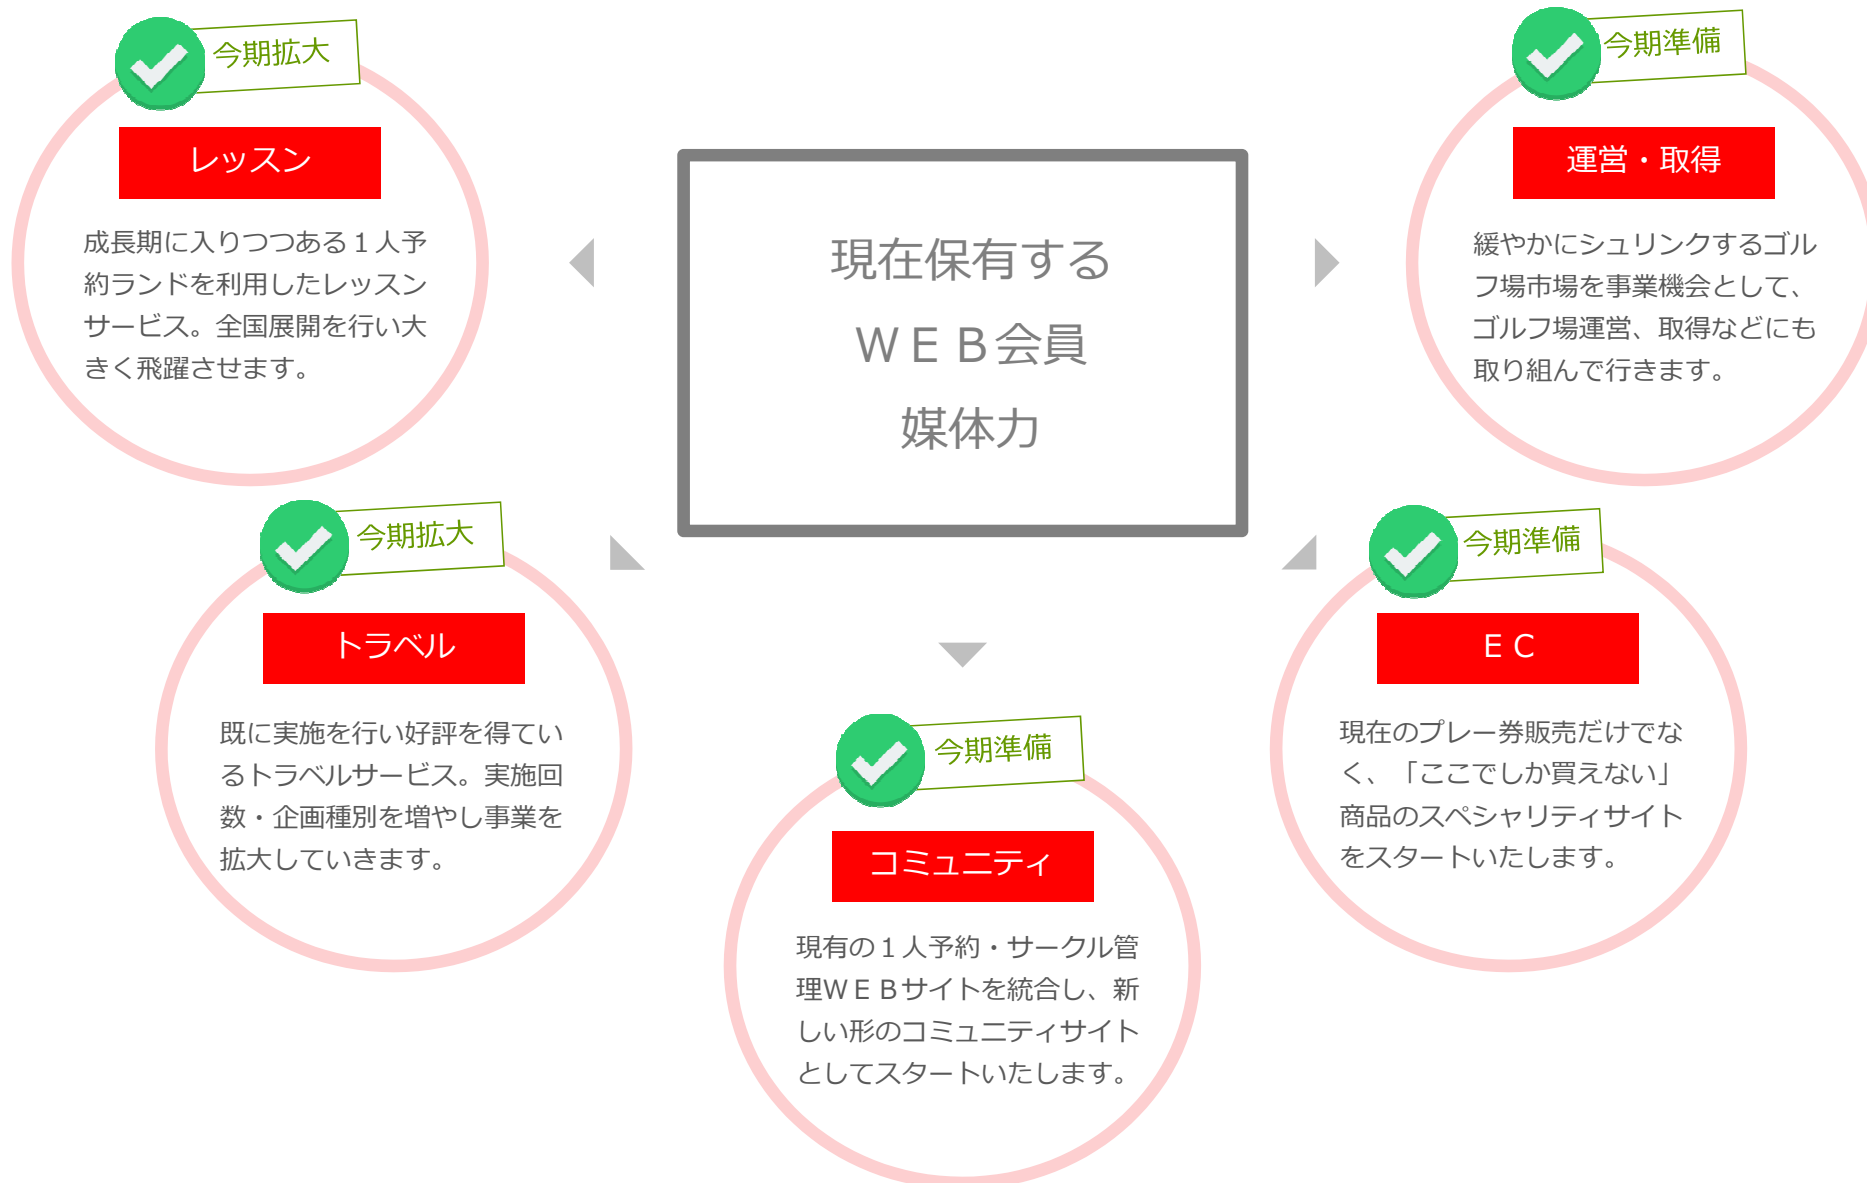 今期拡大
レッスン
成長期に入りつつある１人予
約ランドを利用したレッスン
サービス。全国展開を行い大
きく飛躍させます。
現在保有する
ＷＥＢ会員
媒体力
今期準備
運営・取得
緩やかにシュリンクするゴル
フ場市場を事業機会として、
ゴルフ場運営、取得などにも
取り組んで行きます。
今期拡大
トラベル
既に実施を行い好評を得てい
るトラベルサービス。実施回
数・企画種別を増やし事業を
拡大していきます。
今期準備
コミュニティ
現有の１人予約・サークル管
理ＷＥＢサイトを統合し、新
しい形のコミュニティサイト
としてスタートいたします。
今期準備
ＥＣ
現在のプレー券販売だけでな
く、「ここでしか買えない」
商品のスペシャリティサイト
をスタートいたします。